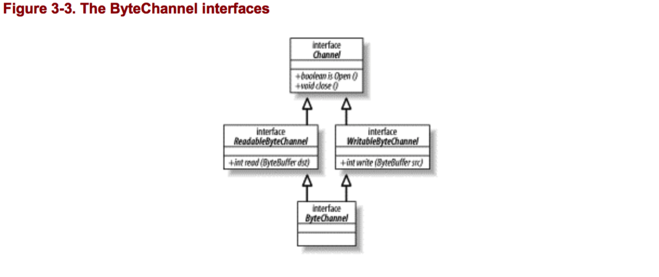 Figure 3-3. The ByteChannel interfaces
interface
Channel
+boolean is Open ()
+void close ()
interface
ReadableByteChannel
+int read (ByteBuffer dst)
interface
WritableByteChannel
+int write (ByteBuffer src)
interface
ByteChannel